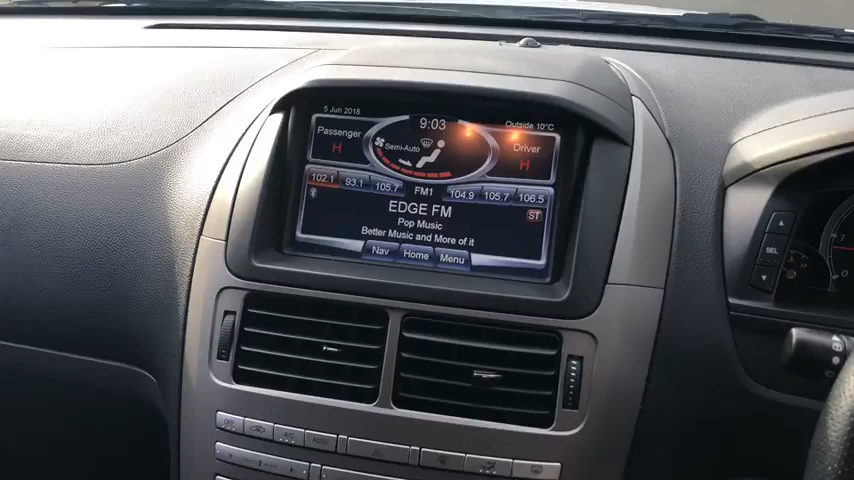 5 Jun 2018
9:03
Outside 10°C
Passenger
H
Semi-Auto
Driver
H
102.1 93.1 105.7 FM1 104.9 105.7 106.5
EDGE FM
ST
Pop Music
Better Music and More of it
Nav Home Menu
SEL
OFF A/C AUTO